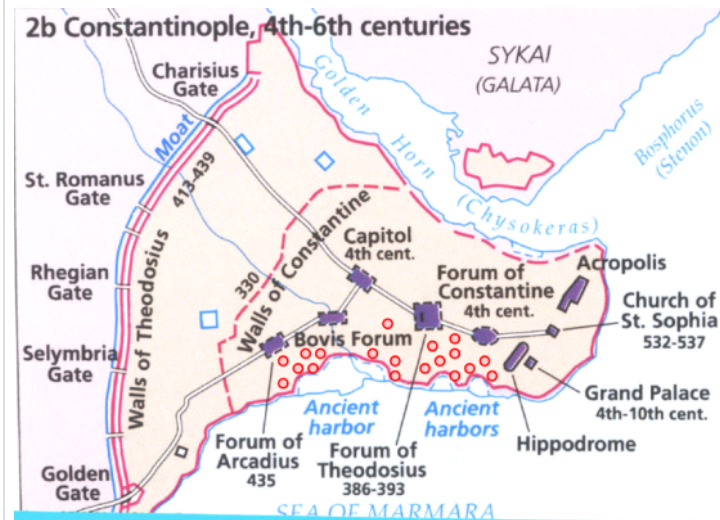 2b Constantinople, 4th-6th centuries
SYKAI
(GALATA)
Golden Horn
(Chysokeras)
Bosphorus
(Stenon)
Charisius
Gate
Moat
413-439
St. Romanus
Gate
Walls of Theodosius
Rhegian
Gate
330
Walls of Constantine
Capitol
4th cent.
Forum of
Constantine
4th cent.
Acropolis
Church of
St. Sophia
532-537
Selymbria
Gate
Bovis Forum
Grand Palace
4th-10th cent.
Hippodrome
Ancient
harbor
Ancient
harbors
Forum of
Arcadius
435
Forum of
Theodosius
386-393
Golden
Gate
SEA OF MARMARA